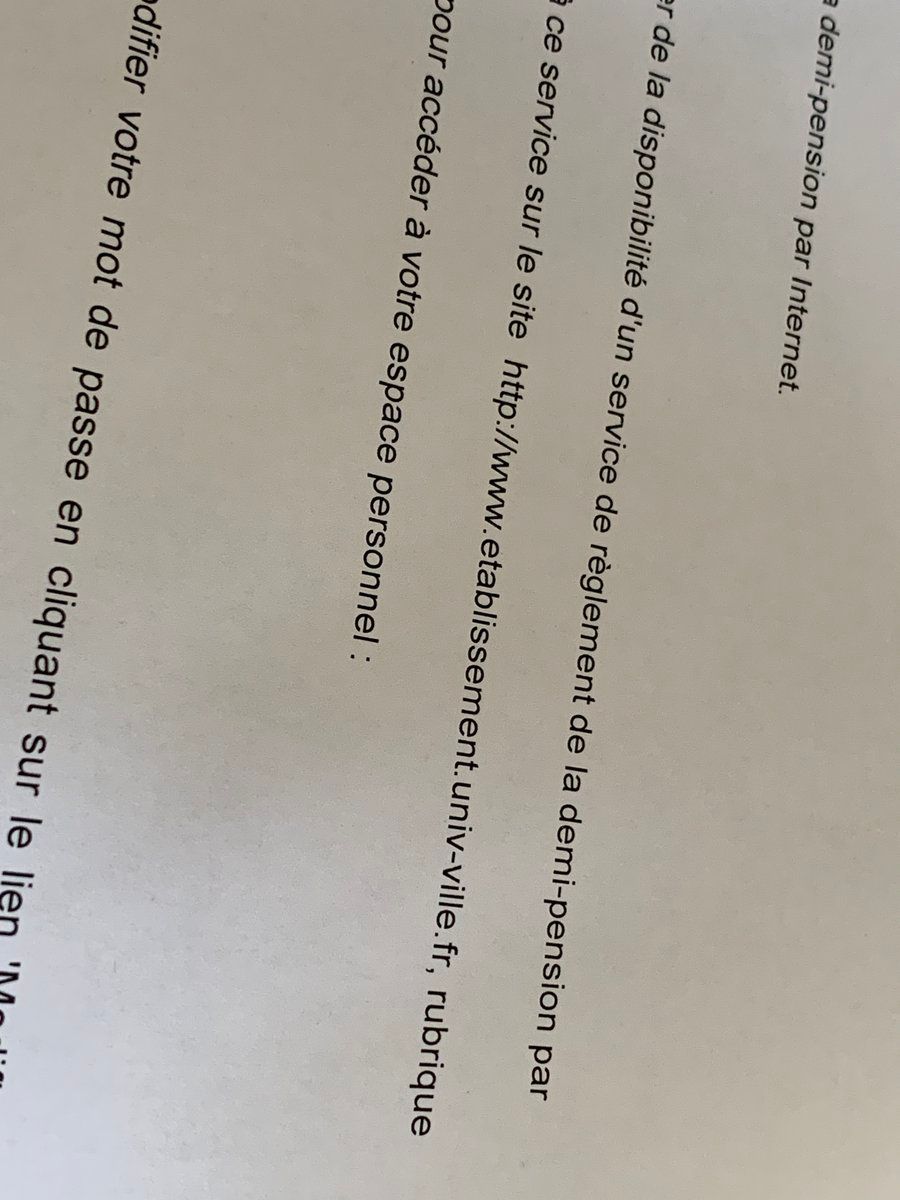 a demi-pension par Internet.
er de la disponibilité d'un service de règlement de la demi-pension par
à ce service sur le site http://www.etablissement.univ-ville.fr, rubrique
pour accéder à votre espace personnel :
odifier votre mot de passe en cliquant sur le lien 'Modif